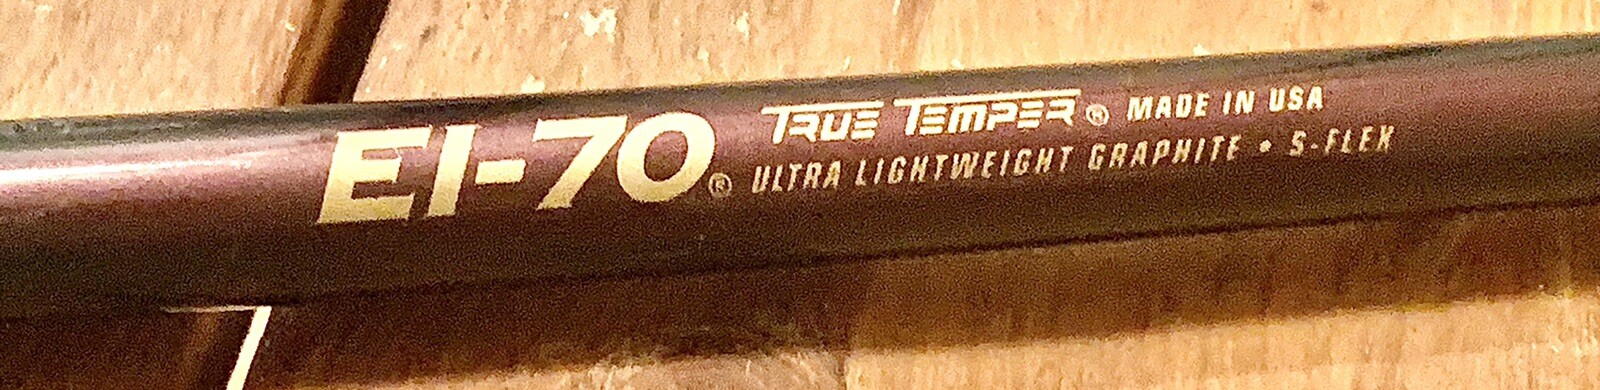 EI-70® TRUE TEMPER® MADE IN USA
ULTRA LIGHTWEIGHT GRAPHITE • S-FLEX